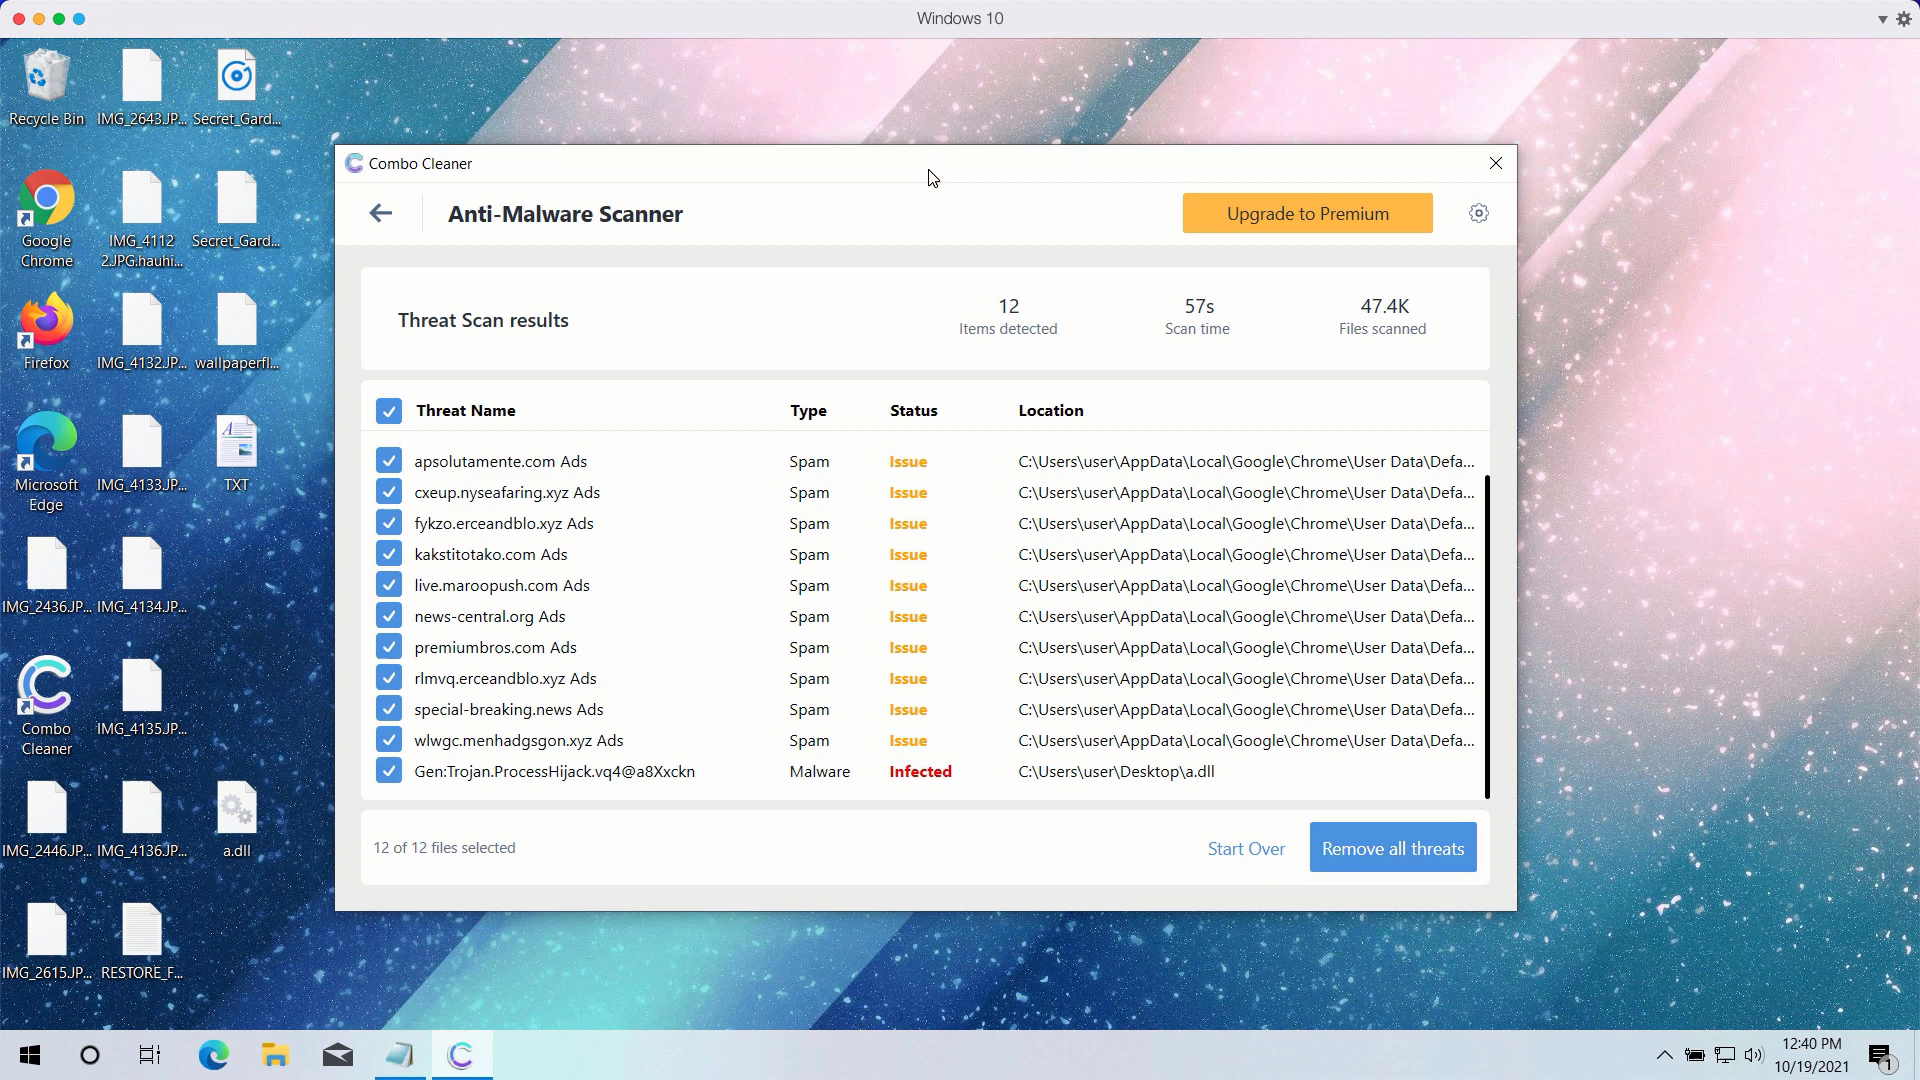 Windows 10
Recycle Bin
IMG_2643.JP...
Secret_Gard...
Google
Chrome
IMG_4112
2.JPG.hauhi...
Secret_Gard...
Firefox
IMG_4132.JP...
wallpaperfl...
Microsoft
Edge
IMG_4133.JP...
TXT
IMG_2436.JP...
IMG_4134.JP...
Combo
Cleaner
IMG_4135.JP...
IMG_2446.JP...
IMG_4136.JP...
a.dll
IMG_2615.JP...
RESTORE_F...
Combo Cleaner
Anti-Malware Scanner
Upgrade to Premium
Threat Scan results
12
Items detected
57s
Scan time
47.4K
Files scanned
Threat Name Type Status Location
apsolutamente.com Ads Spam Issue C:\Users\user\AppData\Local\Google\Chrome\User Data\Defa...
cxeup.nyseafaring.xyz Ads Spam Issue C:\Users\user\AppData\Local\Google\Chrome\User Data\Defa...
fykzo.erceandblo.xyz Ads Spam Issue C:\Users\user\AppData\Local\Google\Chrome\User Data\Defa...
kakstitotako.com Ads Spam Issue C:\Users\user\AppData\Local\Google\Chrome\User Data\Defa...
live.maroopush.com Ads Spam Issue C:\Users\user\AppData\Local\Google\Chrome\User Data\Defa...
news-central.org Ads Spam Issue C:\Users\user\AppData\Local\Google\Chrome\User Data\Defa...
premiumbros.com Ads Spam Issue C:\Users\user\AppData\Local\Google\Chrome\User Data\Defa...
rlmvq.erceandblo.xyz Ads Spam Issue C:\Users\user\AppData\Local\Google\Chrome\User Data\Defa...
special-breaking.news Ads Spam Issue C:\Users\user\AppData\Local\Google\Chrome\User Data\Defa...
wlwgc.menhadgsgon.xyz Ads Spam Issue C:\Users\user\AppData\Local\Google\Chrome\User Data\Defa...
Gen:Trojan.ProcessHijack.vq4@a8Xxckn Malware Infected C:\Users\user\Desktop\a.dll
12 of 12 files selected
Start Over
Remove all threats
12:40 PM
10/19/2021
1